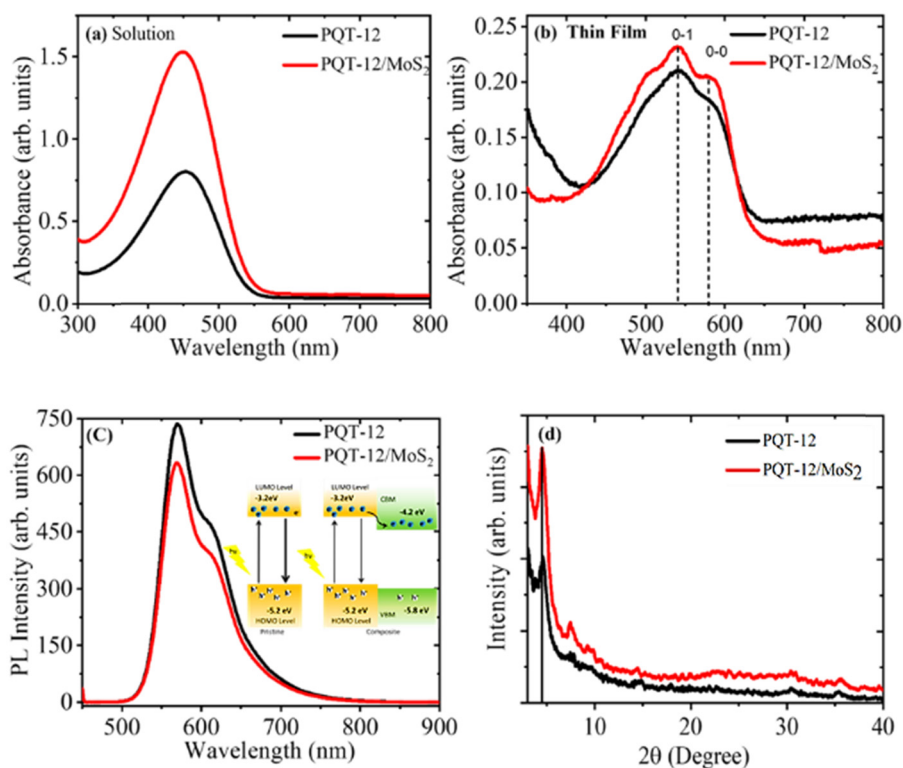 (a) Solution
PQT-12
PQT-12/MoS2
1.5
1.0
0.5
0.0
Absorbance (arb. units)
300 400 500 600 700 800
Wavelength (nm)
(b) Thin Film
0-1
0-0
PQT-12
PQT-12/MoS2
0.25
0.20
0.15
0.10
0.05
0.00
Absorbance (arb. units)
400 500 600 700 800
Wavelength (nm)
(C)
PQT-12
PQT-12/MoS2
750
600
450
300
150
0
PL Intensity (arb. units)
500 600 700 800 900
Wavelength (nm)
LUMO Level
-3.2eV
hν
-5.2 eV
HOMO Level
Pristine
LUMO Level
-3.2eV
CBM
-4.2 eV
hν
-5.2 eV
HOMO Level
VBM
-5.8 eV
Composite
(d)
PQT-12
PQT-12/MoS2
Intensity (arb. units)
10 20 30 40
2θ (Degree)